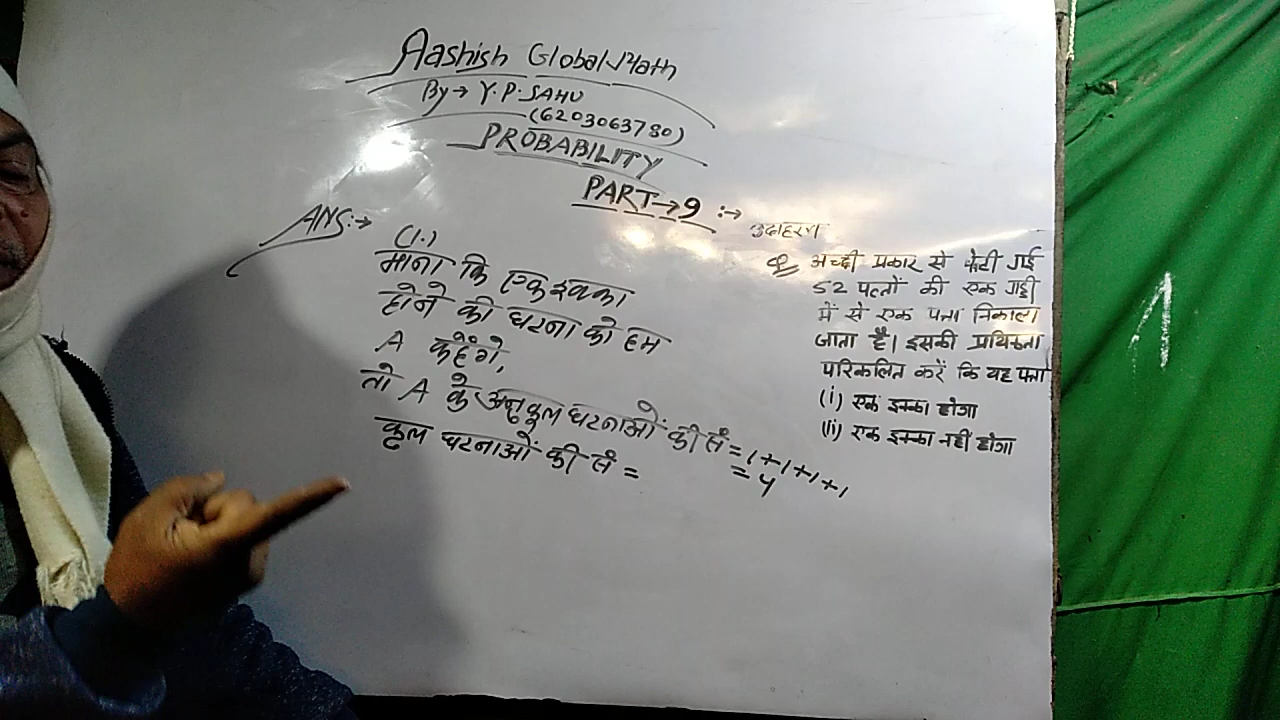 Aashish Global Math
By → Y.P. SAHU
(6203063780)
PROBABILITY
PART → 9 :→
उदाहरण
Q अच्छी प्रकार से फेटी गई
52 पत्तों की एक गड्डी
में से एक पत्ता निकाला
जाता है। इसकी प्रायिकता
परिकलित करें कि यह पत्ता
(i) एक इक्का होगा
(ii) एक इक्का नहीं होगा
ANS :→
(1.)
माना कि एक इक्का
होने की घटना को हम
A कहेंगे,
तो A के अनुकूल घटनाओं की सं = 1+1+1+1
= 4
कुल घटनाओं की सं =